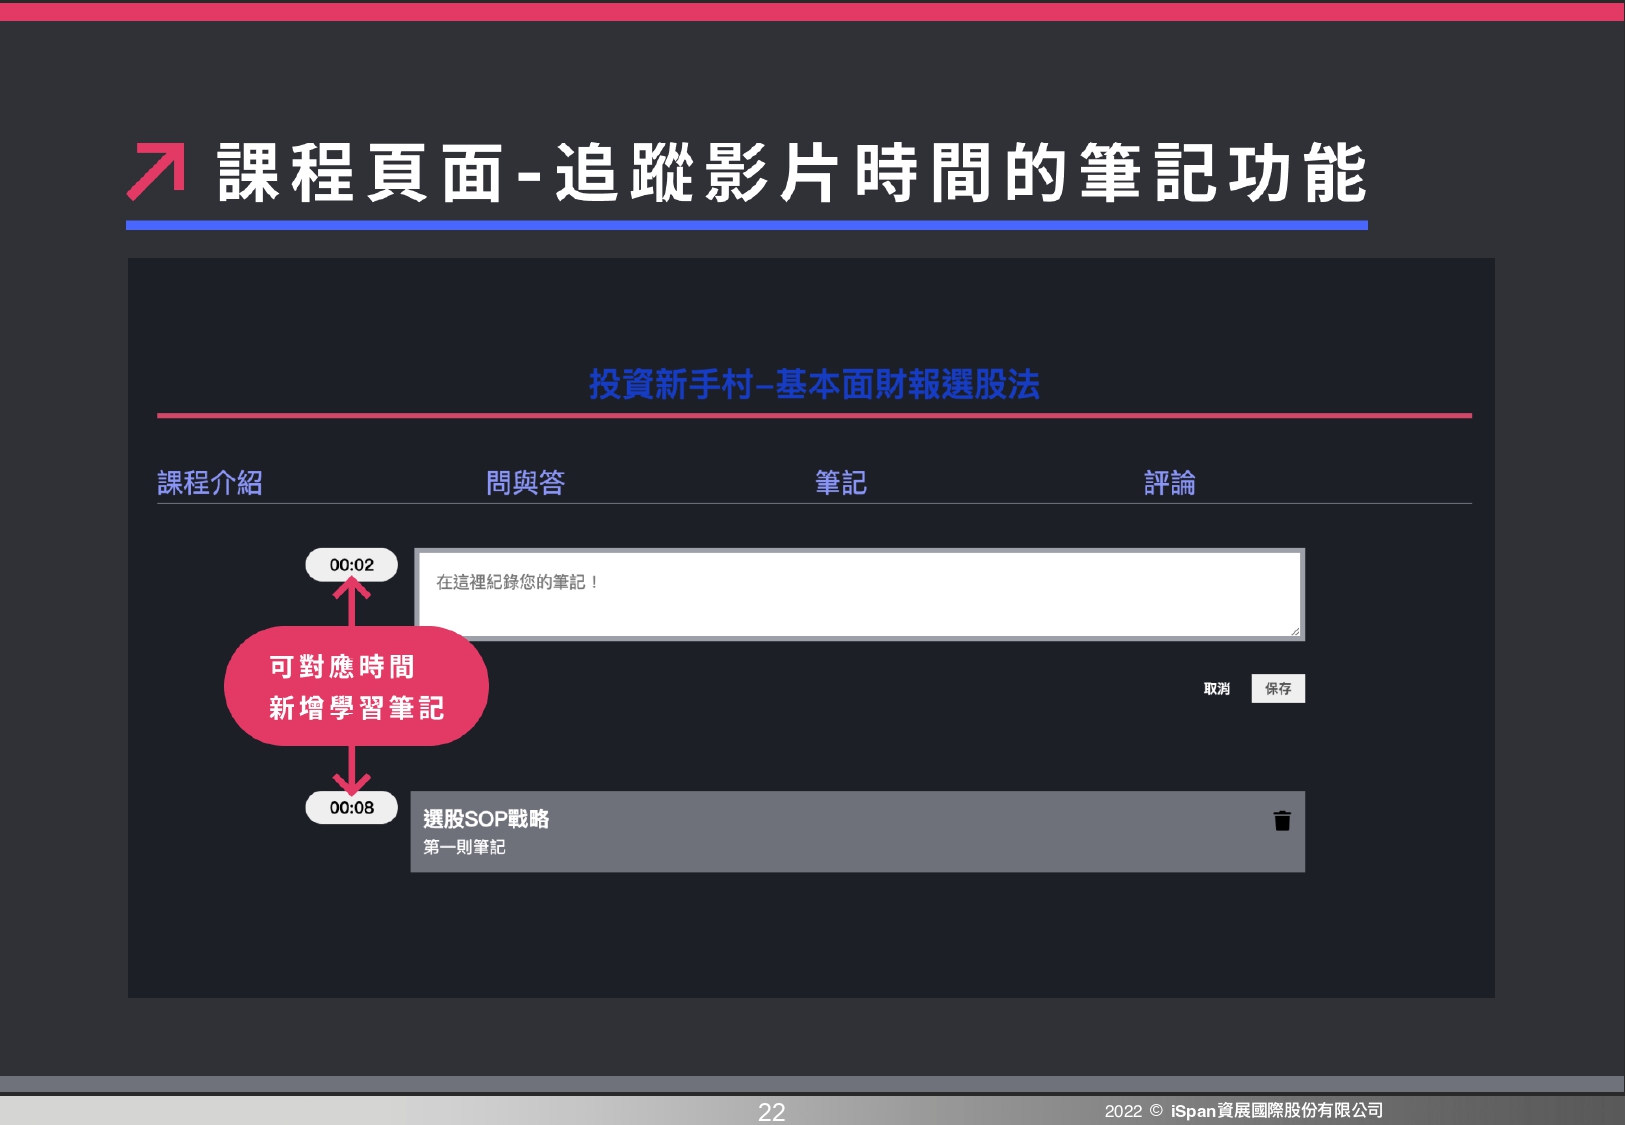 課程頁面-追蹤影片時間的筆記功能
投資新手村–基本面財報選股法
課程介紹 問與答 筆記 評論
00:02
在這裡紀錄您的筆記！
可對應時間
新增學習筆記
取消 保存
00:08
選股SOP戰略
第一則筆記
22
2022 © iSpan資展國際股份有限公司